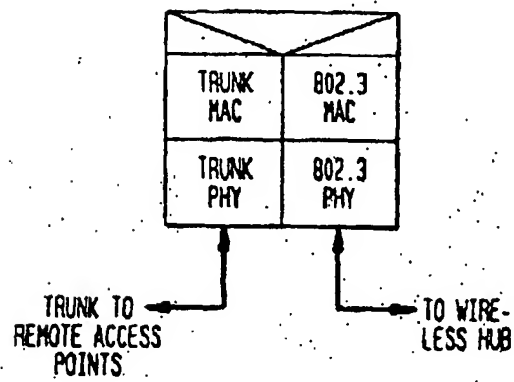 TRUNK
MAC
802.3
MAC
TRUNK
PHY
802.3
PHY
TRUNK TO
REMOTE ACCESS
POINTS
TO WIRE-
LESS HUB